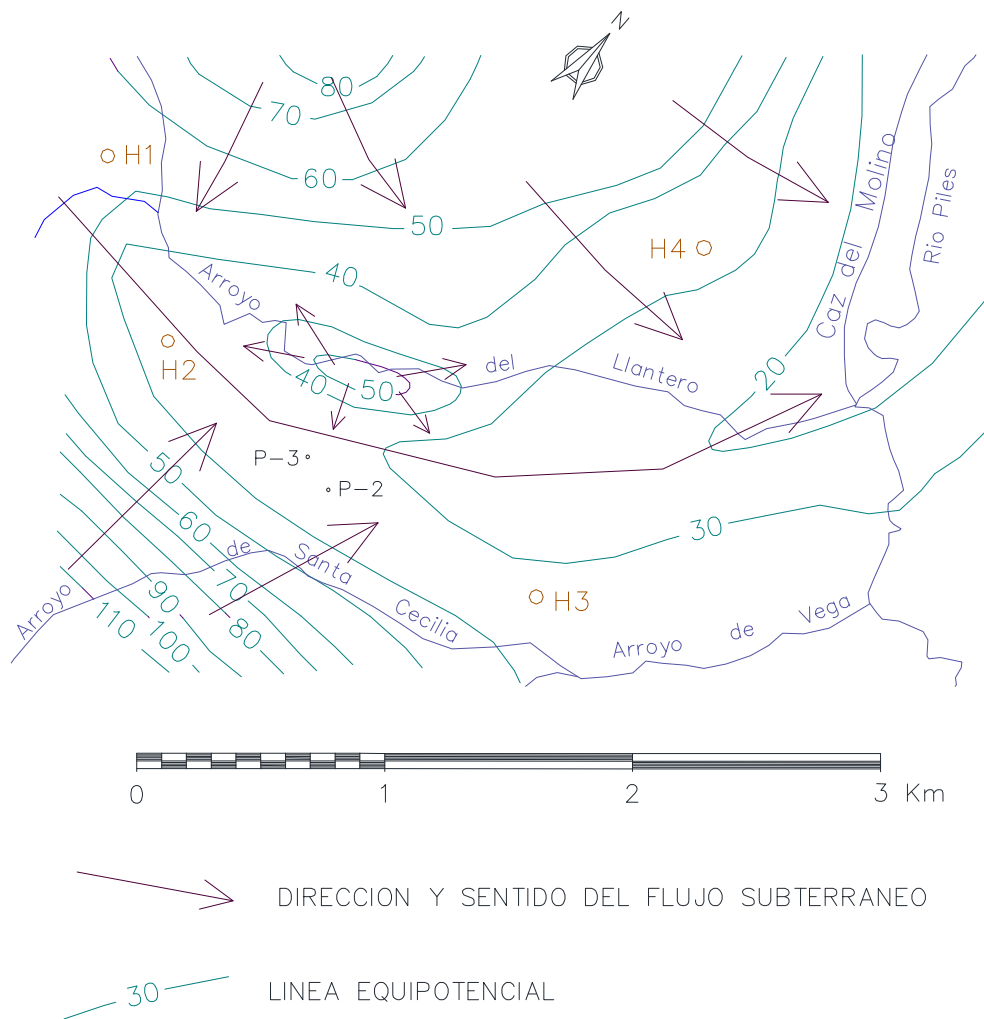 N
80
70
H1
60
50
H4
40
Arroyo
Caz del Molino
Rio Piles
H2
40
50
del
Llantero
20
P-3
P-2
50
60
30
de
Santa
70
90
Cecilia
H3
Arroyo
110
100
80
Arroyo
de
Vega
0 1 2 3 Km
DIRECCION Y SENTIDO DEL FLUJO SUBTERRANEO
30
LINEA EQUIPOTENCIAL